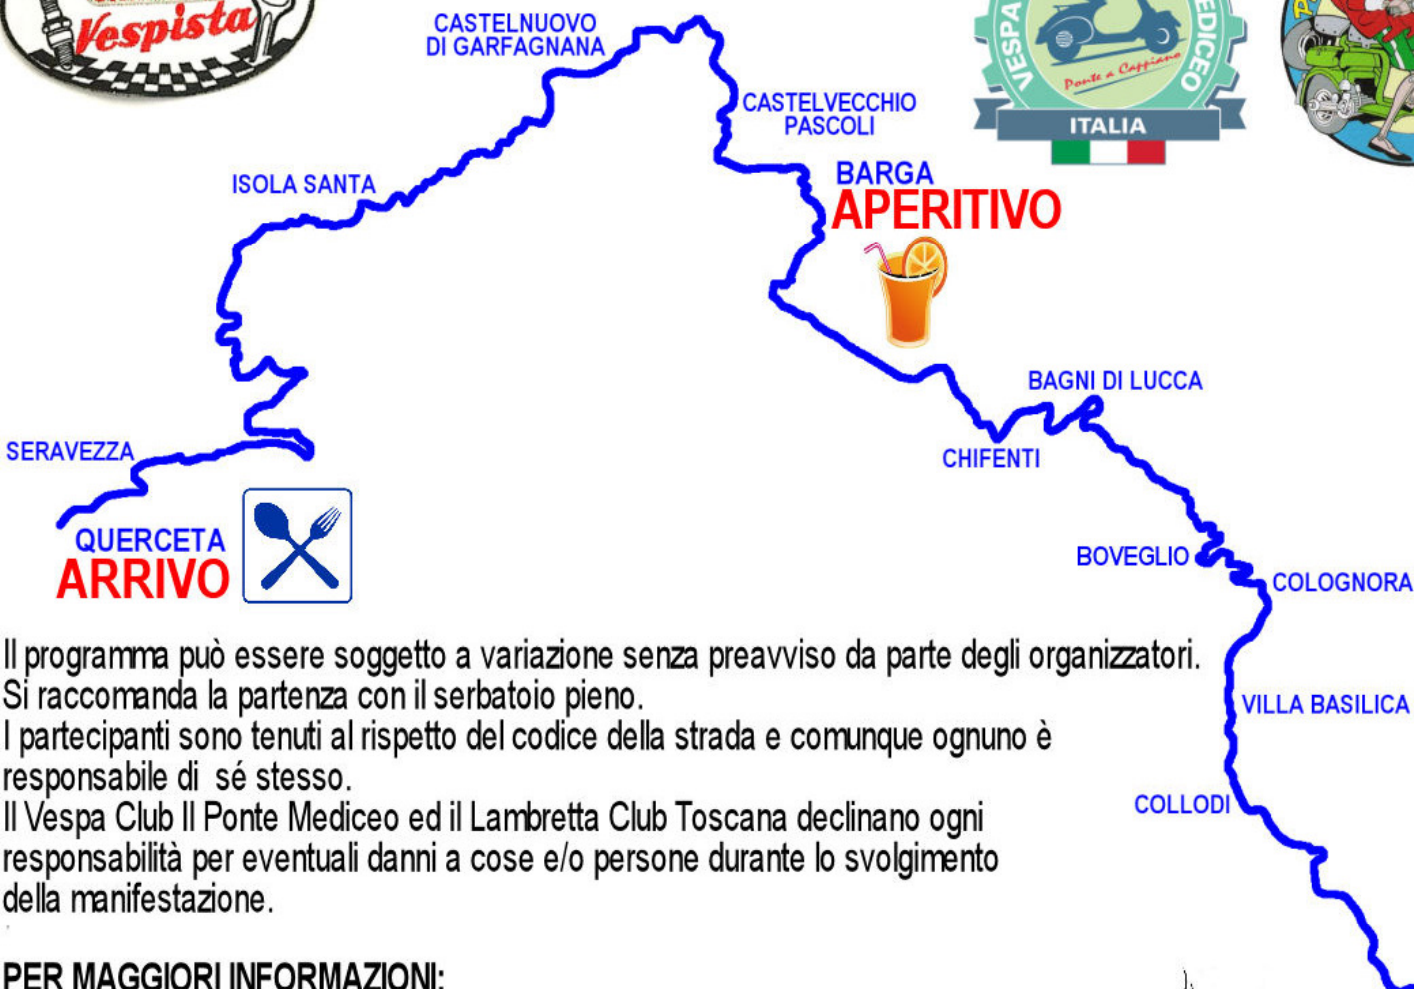 Vespista
CASTELNUOVO
DI GARFAGNANA
VESPA
EDICEO
Ponte a Cappiano
ITALIA
CASTELVECCHIO
PASCOLI
BARGA
APERITIVO
ISOLA SANTA
BAGNI DI LUCCA
CHIFENTI
SERAVEZZA
QUERCETA
ARRIVO
BOVEGLIO
COLOGNORA
VILLA BASILICA
COLLODI
Il programma può essere soggetto a variazione senza preavviso da parte degli organizzatori.
Si raccomanda la partenza con il serbatoio pieno.
I partecipanti sono tenuti al rispetto del codice della strada e comunque ognuno è
responsabile di sé stesso.
Il Vespa Club Il Ponte Mediceo ed il Lambretta Club Toscana declinano ogni
responsabilità per eventuali danni a cose e/o persone durante lo svolgimento
della manifestazione.
PER MAGGIORI INFORMAZIONI: